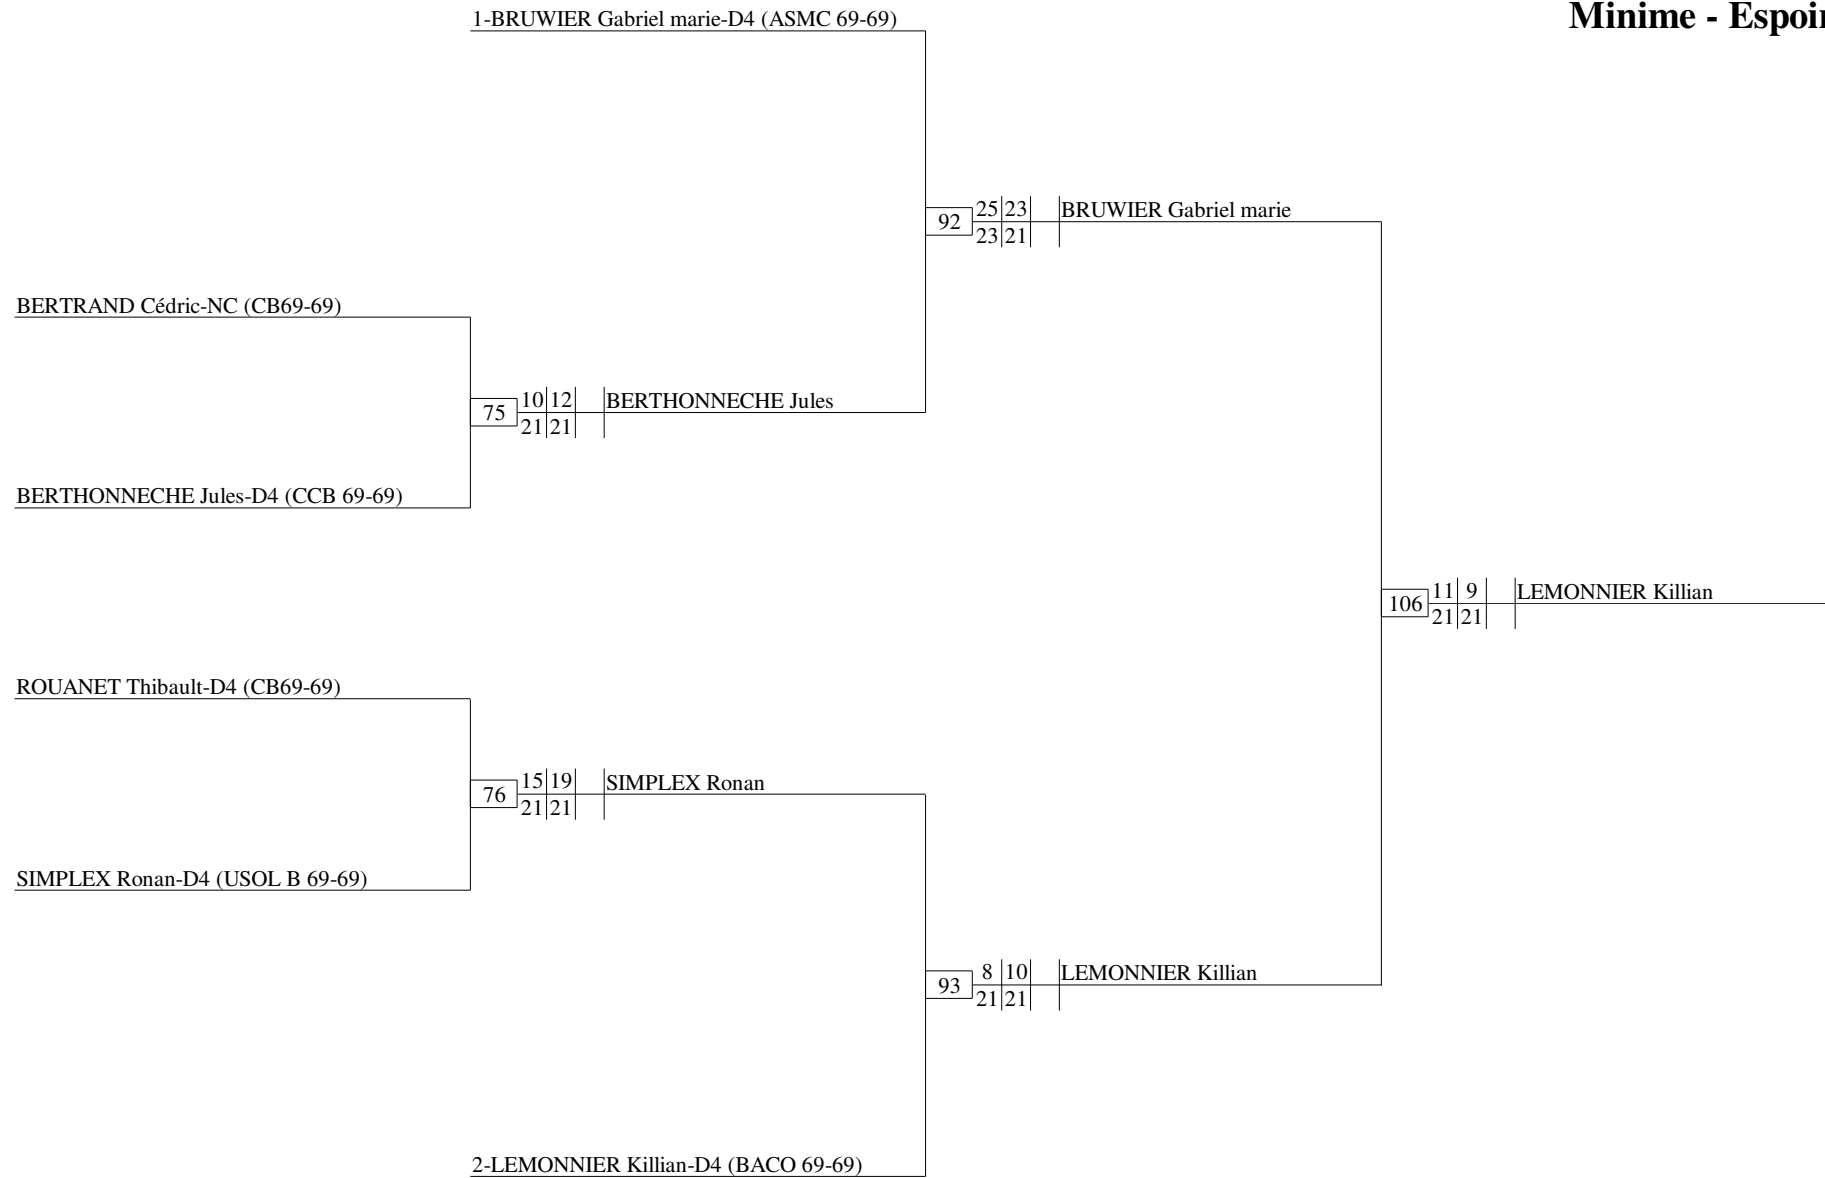 1-BRUWIER Gabriel marie-D4 (ASMC 69-69)
Minime - Espoir
25 23 BRUWIER Gabriel marie
92
23 21
BERTRAND Cédric-NC (CB69-69)
10 12 BERTHONNECHE Jules
75
21 21
BERTHONNECHE Jules-D4 (CCB 69-69)
11 9 LEMONNIER Killian
106
21 21
ROUANET Thibault-D4 (CB69-69)
15 19 SIMPLEX Ronan
76
21 21
SIMPLEX Ronan-D4 (USOL B 69-69)
8 10 LEMONNIER Killian
93
21 21
2-LEMONNIER Killian-D4 (BACO 69-69)